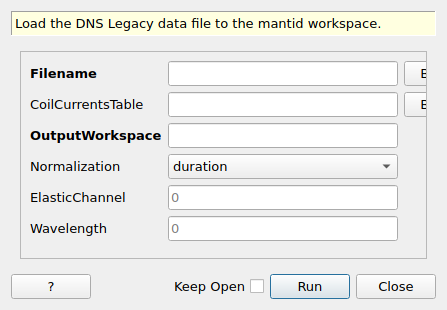 Load the DNS Legacy data file to the mantid workspace.
Filename
CoilCurrentsTable
OutputWorkspace
Normalization duration
ElasticChannel 0
Wavelength 0
? Keep Open Run Close